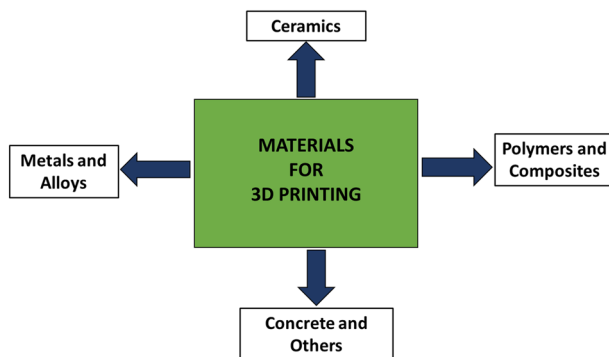 Ceramics
Metals and
Alloys
MATERIALS
FOR
3D PRINTING
Polymers and
Composites
Concrete and
Others